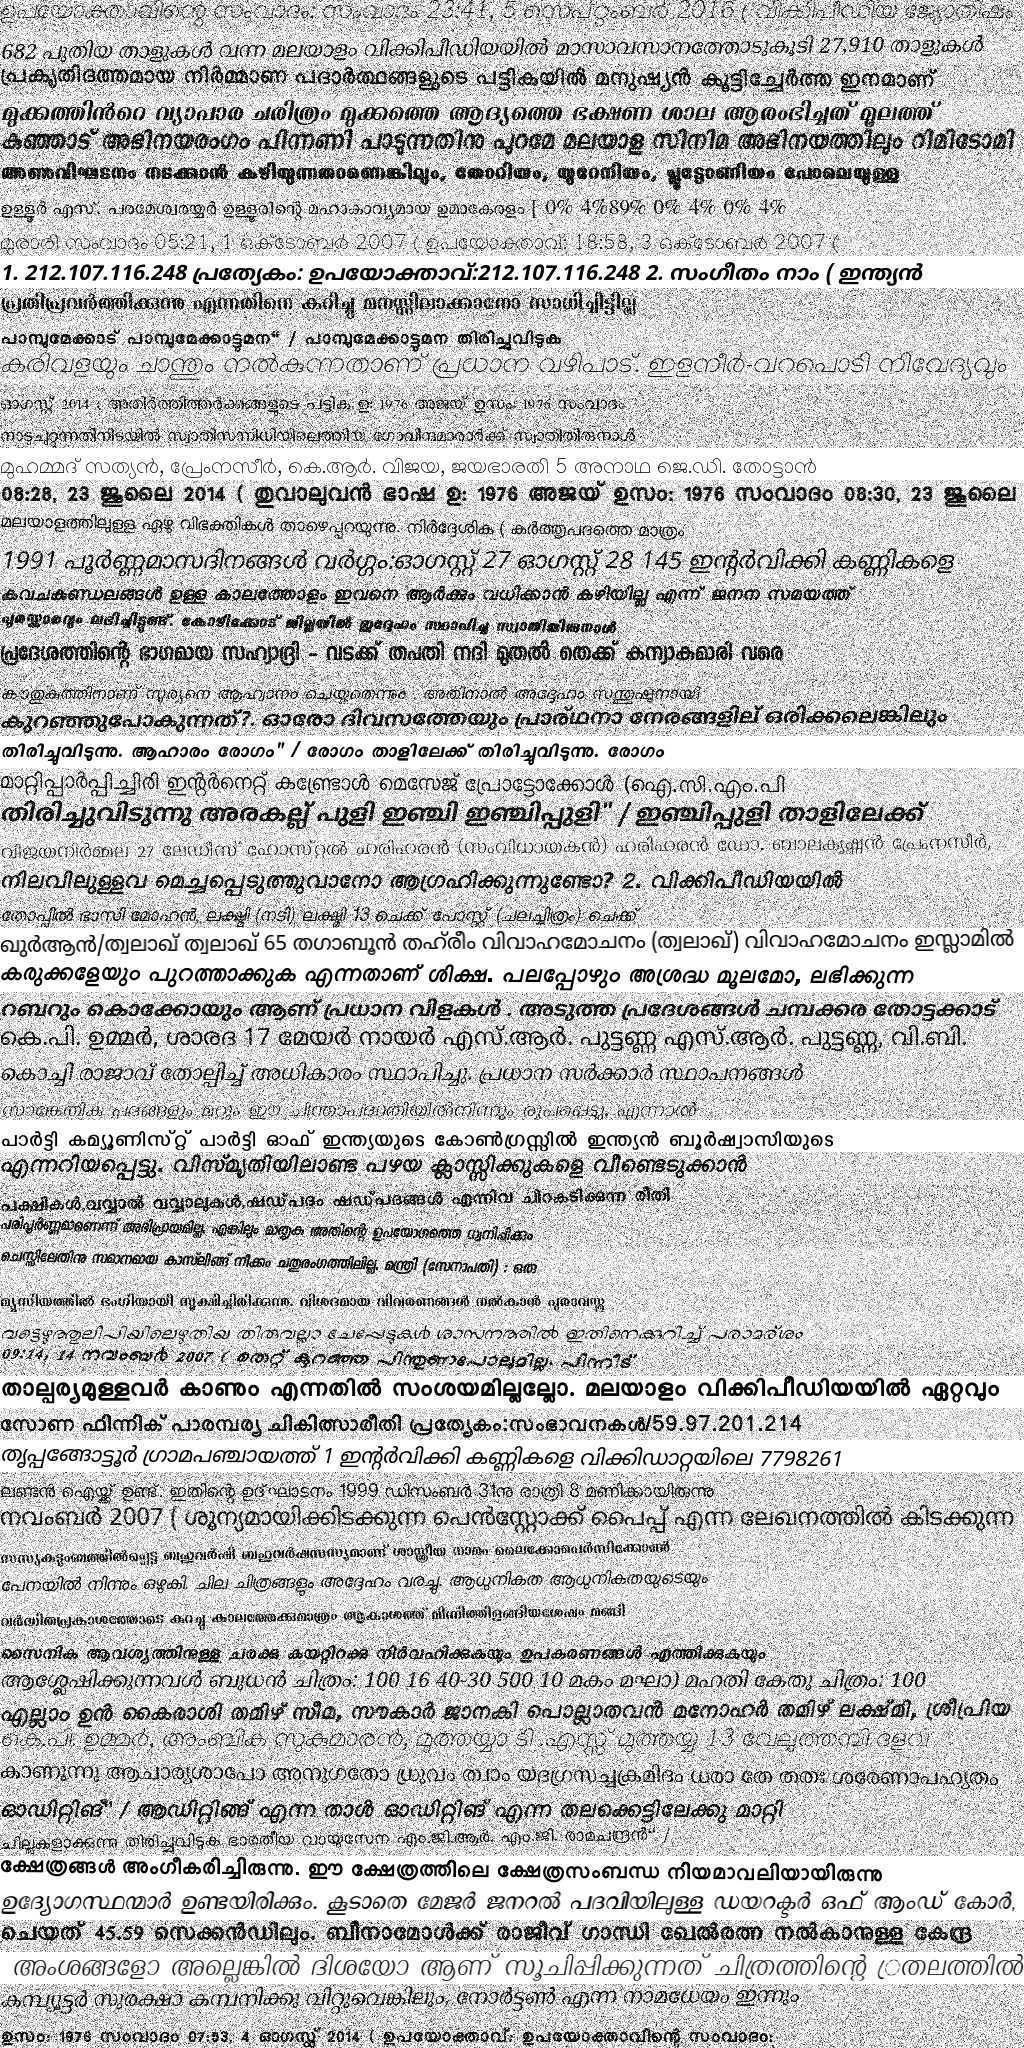 ഉപയോക്താവിന്റെ സംവാദം: സംവാദം 23:41, 5 സെപ്റ്റംബർ 2016 ( വിക്കിപീഡിയ ജ്യോതിഷം
682 പുതിയ താളുകൾ വന്ന മലയാളം വിക്കിപീഡിയയിൽ മാസാവസാനത്തോടുകൂടി 27,910 താളുകൾ
പ്രകൃതിദത്തമായ നിർമ്മാണ പദാർത്ഥങ്ങളുടെ പട്ടികയിൽ മനുഷ്യൻ കൂട്ടിച്ചേർത്ത ഇനമാണ്
മുക്കത്തിൻറെ വ്യാപാര ചരിത്രം മുക്കത്തെ ആദ്യത്തെ ഭക്ഷണ ശാല ആരംഭിച്ചത് മൂലത്ത്
കുഞ്ഞാട് അഭിനയരംഗം പിന്നണി പാടുന്നതിനു പുറമേ മലയാള സിനിമ അഭിനയത്തിലും റിമിടോമി
അണുവിഘടനം നടക്കാൻ കഴിയുന്നതാണെങ്കിലും, തോറിയം, യുറേനിയം, പ്ലൂട്ടോണിയം പോലെയുള്ള
ഉള്ളൂർ എസ്. പരമേശ്വരയ്യർ ഉള്ളൂരിന്റെ മഹാകാവ്യമായ ഉമാകേരളം [ 0% 4%89% 0% 4% 0% 4%
മുരാരി സംവാദം 05:21, 1 ഒക്ടോബർ 2007 ( ഉപയോക്താവ്) 18:58, 3 ഒക്ടോബർ 2007 (
1. 212.107.116.248 പ്രത്യേകം: ഉപയോക്താവ്:212.107.116.248 2. സംഗീതം നാം ( ഇന്ത്യൻ
പ്രതിപ്രവർത്തിക്കുന്നു എന്നതിനെ കുറിച്ചു മനസ്സിലാക്കാനോ സാധിച്ചിട്ടില്ല
പാമ്പുമേക്കാട് പാമ്പുമേക്കാട്ടുമന“ / പാമ്പുമേക്കാട്ടുമന തിരിച്ചുവിടുക
കരിവളയും ചാന്തും നൽകുന്നതാണ് പ്രധാന വഴിപാട്. ഇളനീർ-വറപൊടി നിവേദ്യവും
ഓഗസ്റ്റ് 2014 ( അതിർത്തിത്തർക്കങ്ങളുടെ പട്ടിക ഉ: 1976 അജയ് ഉസം: 1976 സംവാദം
നാടുചുറ്റുന്നതിനിടയിൽ സ്വാതിസന്നിധിയിലെത്തിയ ഗോവിന്ദമാരാർക്ക് സ്വാതിതിരുനാൾ
മുഹമ്മദ് സത്യൻ, പ്രേംനസീർ, കെ.ആർ. വിജയ, ജയഭാരതി 5 അനാഥ ജെ.ഡി. തോട്ടാൻ
08:28, 23 ജൂലൈ 2014 ( തുവാലുവൻ ഭാഷ ഉ: 1976 അജയ് ഉസം: 1976 സംവാദം 08:30, 23 ജൂലൈ
മലയാളത്തിലുള്ള ഏഴു വിഭക്തികൾ താഴെപ്പറയുന്നു. നിർദ്ദേശിക ( കർത്തൃപദത്തെ മാത്രം
1991 പൂർണ്ണമാസദിനങ്ങൾ വർഗ്ഗം:ഓഗസ്റ്റ് 27 ഓഗസ്റ്റ് 28 145 ഇന്റർവിക്കി കണ്ണികളെ
കവചകുണ്ഡലങ്ങൾ ഉള്ള കാലത്തോളം ഇവനെ ആർക്കും വധിക്കാൻ കഴിയില്ല എന്ന് ജനന സമയത്ത്
പുരസ്കാരവും ലഭിച്ചിട്ടുണ്ട്. കോഴിക്കോട് ജില്ലയിൽ ഇദ്ദേഹം സ്ഥാപിച്ച സ്വാതിതിരുനാൾ
പ്രദേശത്തിന്റെ ഭാഗമായ സഹ്യാദ്രി – വടക്ക് തപതി നദി മുതൽ തെക്ക് കന്യാകുമാരി വരെ
കാതുകുത്തിനാണ് സൂര്യനെ ആഹ്വാനം ചെയ്തതെന്നും . അതിനാൽ അദ്ദേഹം സന്തുഷ്ടനായി
കുറഞ്ഞുപോകുന്നത്?. ഓരോ ദിവസത്തേയും പ്രാര്ഥനാ നേരങ്ങളില് ഒരിക്കലെങ്കിലും
തിരിച്ചുവിടുന്നു. ആഹാരം രോഗം" / രോഗം താളിലേക്ക് തിരിച്ചുവിടുന്നു. രോഗം
മാറ്റിപ്പാർപ്പിച്ചിരി ഇന്റർനെറ്റ് കണ്ട്രോൾ മെസേജ് പ്രോട്ടോക്കോൾ (ഐ.സി.എം.പി
തിരിച്ചുവിടുന്നു അരകല്ല് പുളി ഇഞ്ചി ഇഞ്ചിപ്പുളി" / ഇഞ്ചിപ്പുളി താളിലേക്ക്
വിജയനിർമ്മല 27 ലേഡീസ് ഹോസ്റ്റൽ ഹരിഹരൻ (സംവിധായകൻ) ഹരിഹരൻ ഡോ. ബാലകൃഷ്ണൻ പ്രേംനസീർ,
നിലവിലുള്ളവ മെച്ചപ്പെടുത്തുവാനോ ആഗ്രഹിക്കുന്നുണ്ടോ? 2. വിക്കിപീഡിയയിൽ
തോപ്പിൽ ഭാസി മോഹൻ, ലക്ഷ്മി (നടി) ലക്ഷ്മി 13 ചെക്ക് പോസ്റ്റ് (ചലച്ചിത്രം) ചെക്ക്
ഖുർആൻ/ത്വലാഖ് ത്വലാഖ് 65 തഗാബൂൻ തഹ്‌രീം വിവാഹമോചനം (ത്വലാഖ്) വിവാഹമോചനം ഇസ്ലാമിൽ
കരുക്കളേയും പുറത്താക്കുക എന്നതാണ് ശിക്ഷ. പലപ്പോഴും അശ്രദ്ധ മൂലമോ, ലഭിക്കുന്ന
റബറും കൊക്കോയും ആണ് പ്രധാന വിളകൾ . അടുത്ത പ്രദേശങ്ങൾ ചമ്പക്കര തോട്ടക്കാട്
കെ.പി. ഉമ്മർ, ശാരദ 17 മേയർ നായർ എസ്.ആർ. പുട്ടണ്ണ എസ്.ആർ. പുട്ടണ്ണ, വി.ബി.
കൊച്ചി രാജാവ് തോല്പിച്ച് അധികാരം സ്ഥാപിച്ചു. പ്രധാന സർക്കാർ സ്ഥാപനങ്ങൾ
സാങ്കേതിക പദങ്ങളും മറ്റും ഈ ചിന്താപദ്ധതിയിൽനിന്നും രൂപപ്പെട്ടു. എന്നാൽ
പാർട്ടി കമ്യൂണിസ്റ്റ് പാർട്ടി ഓഫ് ഇന്ത്യയുടെ കോൺഗ്രസ്സിൽ ഇന്ത്യൻ ബൂർഷ്വാസിയുടെ
എന്നറിയപ്പെട്ടു. വിസ്മൃതിയിലാണ്ട പഴയ ക്ലാസ്സിക്കുകളെ വീണ്ടെടുക്കാൻ
പക്ഷികൾ,വവ്വാൽ വവ്വാലുകൾ,ഷഡ്പദം ഷഡ്പദങ്ങൾ എന്നിവ ചിറകടിക്കുന്ന രീതി
പരിപൂർണ്ണമാണെന്ന് അഭിപ്രായമില്ല. എങ്കിലും മാതൃക അതിന്റെ ഉപയോഗത്തെ ധ്വനിപ്പിക്കും
ചെസ്സിലേതിനു സമാനമായ കാസ്‌ലിങ്ങ് നീക്കം ചതുരംഗത്തിലില്ല. മന്ത്രി (സേനാപതി) : ഒരു
മ്യൂസിയത്തിൽ ഭംഗിയായി സൂക്ഷിച്ചിരിക്കുന്നു. വിശദമായ വിവരണങ്ങൾ നൽകാൻ പുരാവസ്തു
വട്ടെഴുത്തുലിപിയിലെഴുതിയ തിരുവല്ലാ ചേപ്പേടുകൾ ശാസനത്തിൽ ഇതിനെക്കുറിച്ച് പരാമർശം
09:14, 14 നവംബർ 2007 ( തെറ്റ് കുറഞ്ഞ പിന്തുണാപോലുമില്ല. പിന്നീട്
താല്പര്യമുള്ളവർ കാണും എന്നതിൽ സംശയമില്ലല്ലോ. മലയാളം വിക്കിപീഡിയയിൽ ഏറ്റവും
സോണ ഫിന്നിക് പാരമ്പര്യ ചികിത്സാരീതി പ്രത്യേകം:സംഭാവനകൾ/59.97.201.214
തൃപ്പങ്ങോട്ടൂർ ഗ്രാമപഞ്ചായത്ത് 1 ഇന്റർവിക്കി കണ്ണികളെ വിക്കിഡാറ്റയിലെ 7798261
ലണ്ടൻ ഐയ്ക്ക് ഉണ്ട്. ഇതിന്റെ ഉദ്ഘാടനം 1999 ഡിസംബർ 31നു രാത്രി 8 മണിക്കായിരുന്നു
നവംബർ 2007 ( ശൂന്യമായിക്കിടക്കുന്ന പെൻസ്റ്റോക്ക് പൈപ്പ് എന്ന ലേഖനത്തിൽ കിടക്കുന്ന
സസ്യകുടുംബത്തിൽപ്പെട്ട ബഹുവർഷി ബഹുവർഷസസ്യമാണ് ശാസ്ത്രീയ നാമം ലൈക്കോപെർസിക്കോൺ
പേനയിൽ നിന്നും ഒഴുകി. ചില ചിത്രങ്ങളും അദ്ദേഹം വരച്ചു. ആധുനികത ആധുനികതയുടെയും
വർദ്ധിതപ്രകാശത്തോടെ കുറച്ചു കാലത്തേക്കുമാത്രം ആകാശത്ത് മിന്നിത്തിളങ്ങിയശേഷം മങ്ങി
സൈനിക ആവശ്യത്തിനുള്ള ചരക്കു കയറ്റിറക്കു നിർവഹിക്കുകയും ഉപകരണങ്ങൾ എത്തിക്കുകയും
ആശ്ലേഷിക്കുന്നവൾ ബുധൻ ചിത്രം: 100 16 40-30 500 10 മകം മഘാ) മഹതി കേതു ചിത്രം: 100
എല്ലാം ഉൻ കൈരാശി തമിഴ് സീമ, സൗകാർ ജാനകി പൊല്ലാതവൻ മനോഹർ തമിഴ് ലക്ഷ്മി, ശ്രീപ്രിയ
കെ.പി. ഉമ്മർ, അംബിക സുകുമാരൻ, മുത്തയ്യാ ടി .എസ്സ് മുത്തയ്യ 13 വേലുത്തമ്പി ദളവ
കാണുന്നു ആചാര്യശാപോ അനുഗതോ ധ്രുവം ത്വാം യദഗ്രസച്ചക്രമിദം ധരാ തേ തതഃ ശരേണാപഹൃതം
ഓഡിറ്റിങ്" / ആഡിറ്റിങ്ങ് എന്ന താൾ ഓഡിറ്റിങ് എന്ന തലക്കെട്ടിലേക്കു മാറ്റി
ചില്ലുകളാക്കുന്നു തിരിച്ചുവിടുക ഭാരതീയ വായുസേന എം.ജി.ആർ. എം.ജി. രാമചന്ദ്രൻ“ /
ക്ഷേത്രങ്ങൾ അംഗീകരിച്ചിരുന്നു. ഈ ക്ഷേത്രത്തിലെ ക്ഷേത്രസംബന്ധ നിയമാവലിയായിരുന്നു
ഉദ്യോഗസ്ഥന്മാർ ഉണ്ടയിരിക്കും. കൂടാതെ മേജർ ജനറൽ പദവിയിലുള്ള ഡയറക്ടർ ഒഫ് ആംഡ് കോർ,
ചെയത് 45.59 സെക്കൻഡിലും. ബീനാമോൾക്ക് രാജീവ് ഗാന്ധി ഖേൽരത്ന നൽകാനുള്ള കേന്ദ്ര
അംശങ്ങളോ അല്ലെങ്കിൽ ദിശയോ ആണ് സൂചിപ്പിക്കുന്നത് ചിത്രത്തിന്റെ ്രതലത്തിൽ
കമ്പ്യൂട്ടർ സുരക്ഷാ കമ്പനിക്കു വിറ്റുവെങ്കിലും, നോർട്ടൺ എന്ന നാമധേയം ഇന്നും
ഉസം: 1976 സംവാദം 07:53, 4 ഓഗസ്റ്റ് 2014 ( ഉപയോക്താവ്: ഉപയോക്താവിന്റെ സംവാദം: